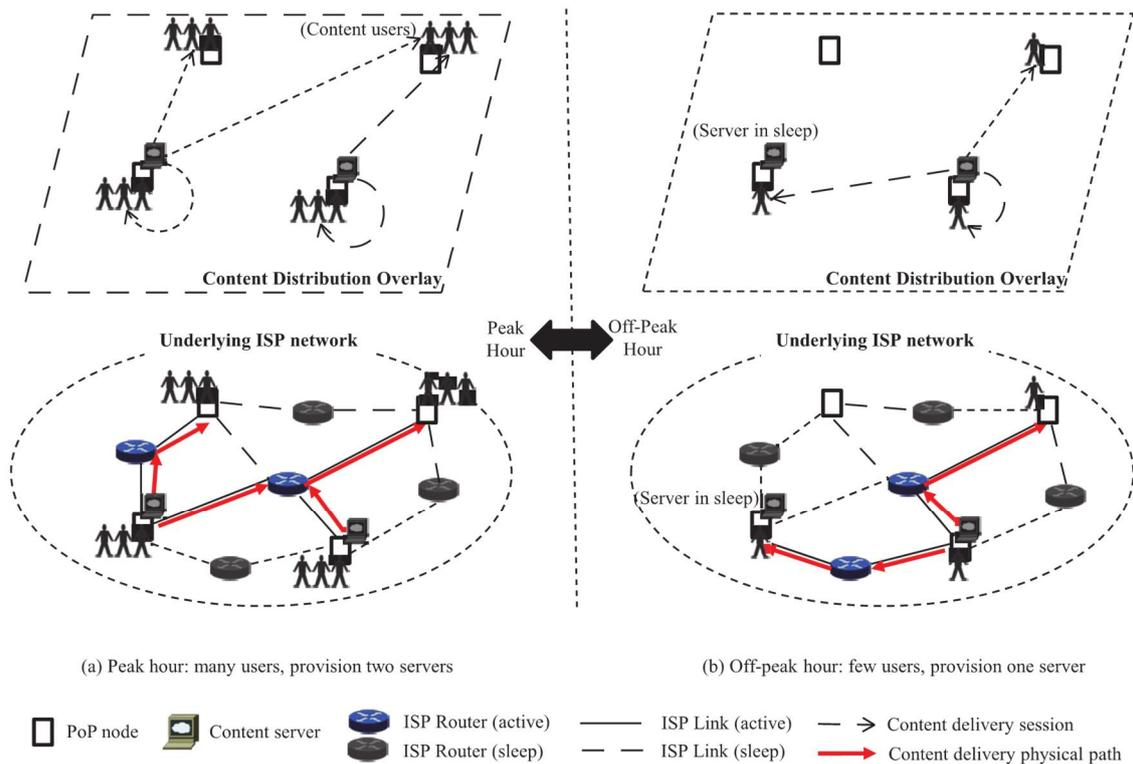 (Content users)
Content Distribution Overlay
(Server in sleep)
Content Distribution Overlay
Peak
Hour
Off-Peak
Hour
Underlying ISP network
Underlying ISP network
(Server in sleep)
(a) Peak hour: many users, provision two servers
(b) Off-peak hour: few users, provision one server
PoP node
Content server
ISP Router (active)
ISP Router (sleep)
ISP Link (active)
ISP Link (sleep)
Content delivery session
Content delivery physical path